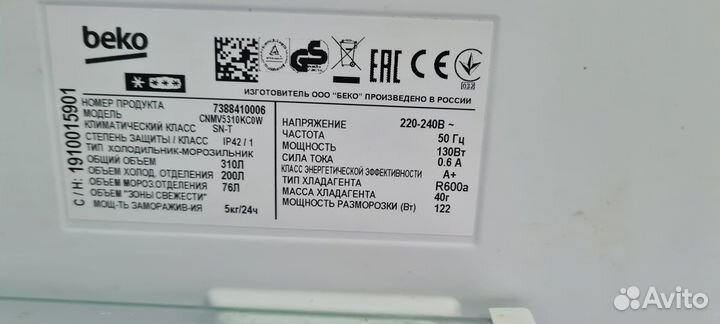 beko
EAC CE
018
ИЗГОТОВИТЕЛЬ ООО "БЕКО" ПРОИЗВЕДЕНО В РОССИИ
С / Н: 1910015901
НОМЕР ПРОДУКТА 7388410006
МОДЕЛЬ CNMV5310KC0W
КЛИМАТИЧЕСКИЙ КЛАСС SN-T
СТЕПЕНЬ ЗАЩИТЫ / КЛАСС IP42 / 1
ТИП ХОЛОДИЛЬНИК-МОРОЗИЛЬНИК
ОБЩИЙ ОБЪЕМ 310Л
ОБЪЕМ ХОЛОД. ОТДЕЛЕНИЯ 200Л
ОБЪЕМ МОРОЗ.ОТДЕЛЕНИЯ 76Л
ОБЪЕМ "ЗОНЫ СВЕЖЕСТИ"
МОЩ-ТЬ ЗАМОРАЖИВ-ИЯ 5кг/24ч
НАПРЯЖЕНИЕ 220-240В ~
ЧАСТОТА 50 Гц
МОЩНОСТЬ 130Вт
СИЛА ТОКА 0.6 А
КЛАСС ЭНЕРГЕТИЧЕСКОЙ ЭФФЕКТИВНОСТИ А+
ТИП ХЛАДАГЕНТА R600a
МАССА ХЛАДАГЕНТА 40г
МОЩНОСТЬ РАЗМОРОЗКИ (Вт) 122
Avito